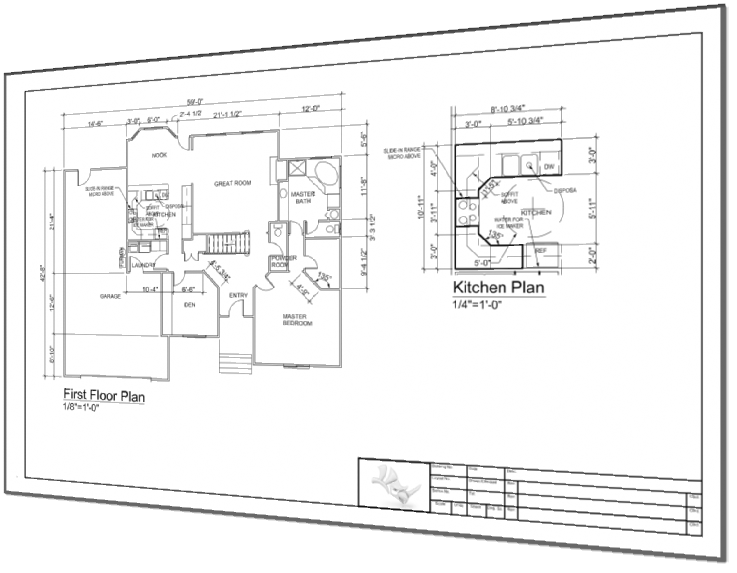 59'-0"
14'-6"
3'-0"
6'-0"
2'-4 1/2"
21'-1 1/2"
12'-0"
5'-6"
NOOK
SLIDE-IN RANGE
MICRO ABOVE
GREAT ROOM
MASTER
BATH
11'-8"
SOFFIT
ABOVE
DISPOSA
KITCHEN
WATER FOR
ICE MAKER
21'-4"
3' 3 1/2"
LAUNDRY
POWDER
ROOM
135°
9'-4 1/2"
GARAGE
10'-4"
6'-6"
DEN
ENTRY
4'-9"
MASTER
BEDROOM
12'-6"
First Floor Plan
1/8"=1'-0"
8'-10 3/4"
3'-0"
5'-10 3/4"
SLIDE-IN RANGE
MICRO ABOVE
4'-0"
DW
3'-0"
SOFFIT
ABOVE
DISPOSA
10'-11"
3'-11"
KITCHEN
WATER FOR
ICE MAKER
135°
5'-11"
3'-0"
REF
5'-0"
2'-0"
Kitchen Plan
1/4"=1'-0"